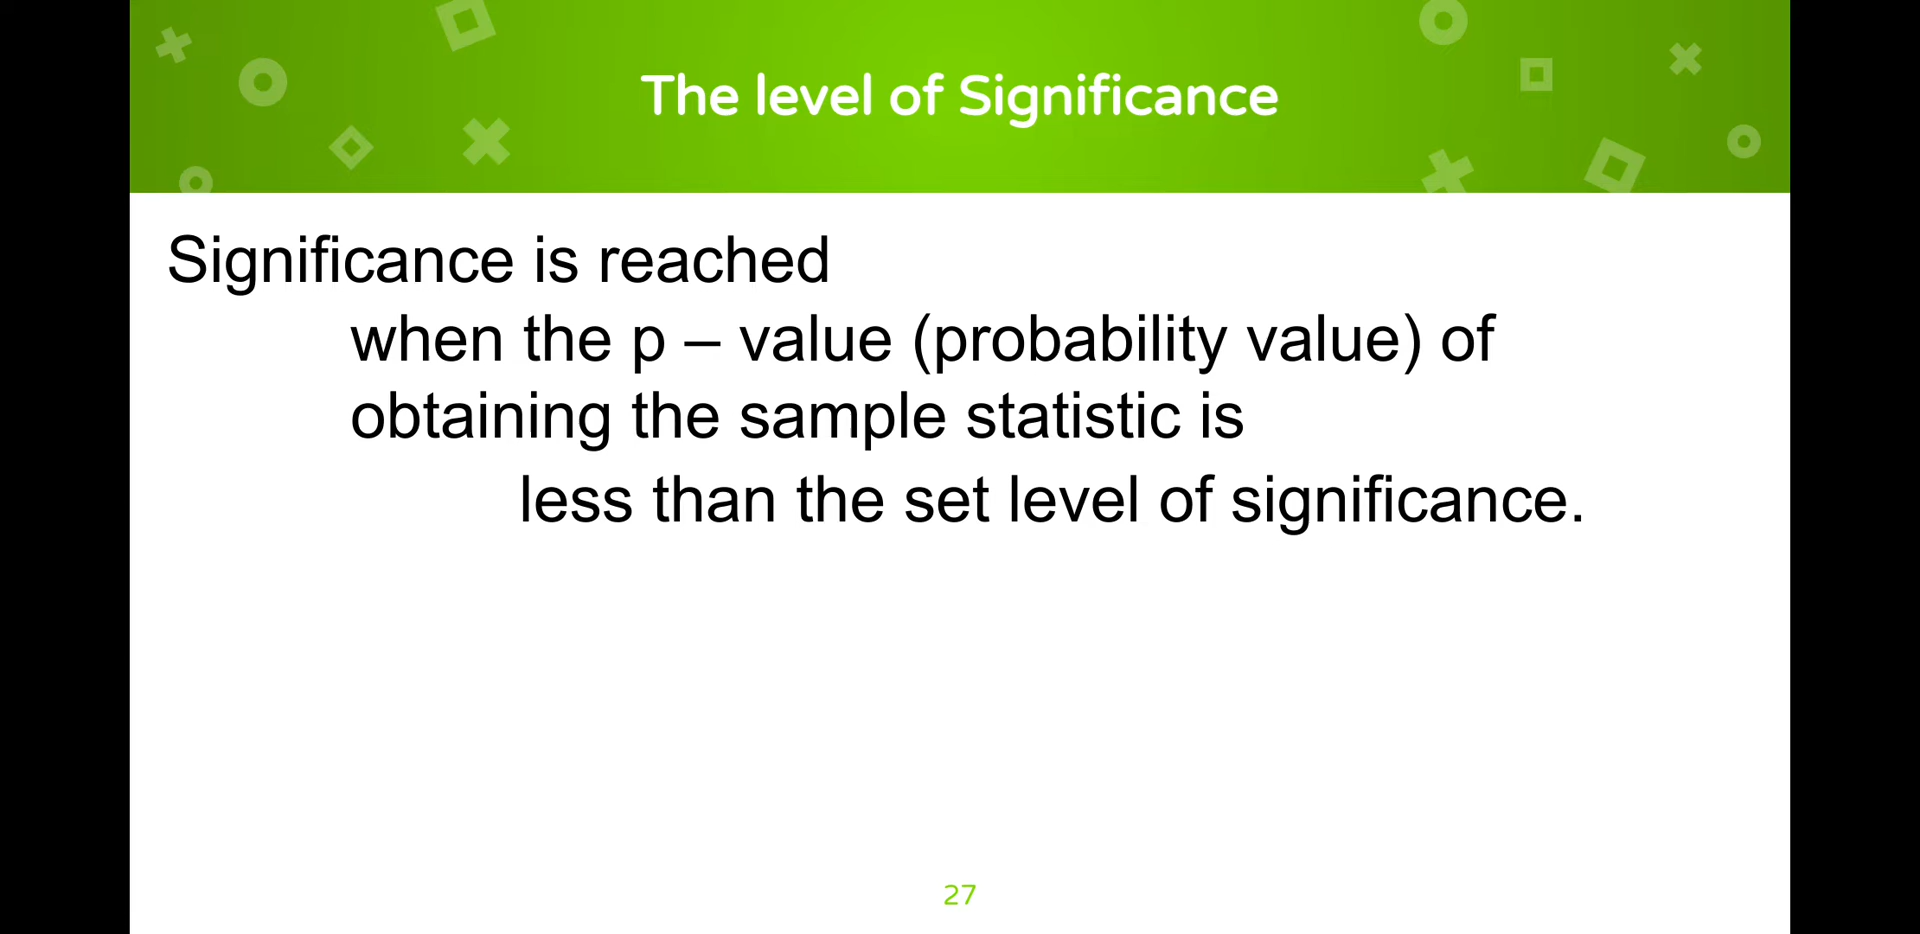 The level of Significance
Significance is reached
when the p – value (probability value) of
obtaining the sample statistic is
less than the set level of significance.
27